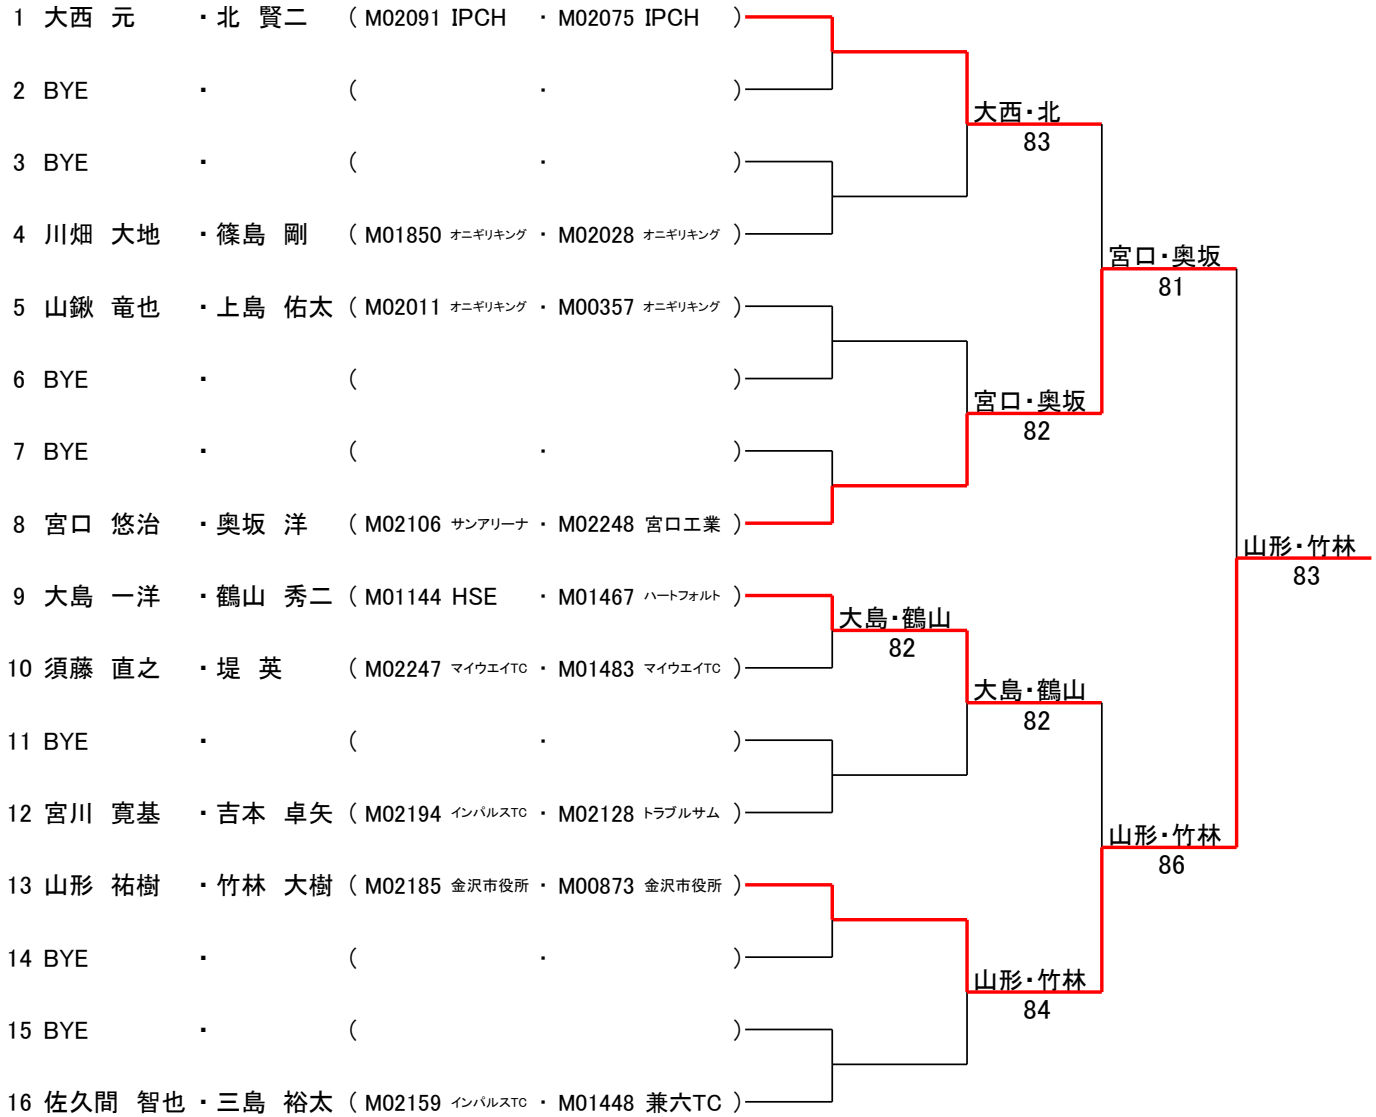 1 大西 元 ・北 賢二 ( M02091 IPCH ・ M02075 IPCH )
2 BYE ・ ( ・ )
大西・北
83
3 BYE ・ ( ・ )
4 川畑 大地 ・篠島 剛 ( M01850 オニギリキング ・ M02028 オニギリキング )
宮口・奥坂
81
5 山鍬 竜也 ・上島 佑太 ( M02011 オニギリキング ・ M00357 オニギリキング )
6 BYE ・ ( )
宮口・奥坂
82
7 BYE ・ ( ・ )
8 宮口 悠治 ・奥坂 洋 ( M02106 サンアリーナ ・ M02248 宮口工業 )
山形・竹林
83
9 大島 一洋 ・鶴山 秀二 ( M01144 HSE ・ M01467 ハートフォルト )
大島・鶴山
82
10 須藤 直之 ・堤 英 ( M02247 マイウエイTC ・ M01483 マイウエイTC )
大島・鶴山
82
11 BYE ・ ( ・ )
12 宮川 寛基 ・吉本 卓矢 ( M02194 インパルスTC ・ M02128 トラブルサム )
山形・竹林
86
13 山形 祐樹 ・竹林 大樹 ( M02185 金沢市役所 ・ M00873 金沢市役所 )
14 BYE ・ ( ・ )
山形・竹林
84
15 BYE ・ ( )
16 佐久間 智也 ・三島 裕太 ( M02159 インパルスTC ・ M01448 兼六TC )